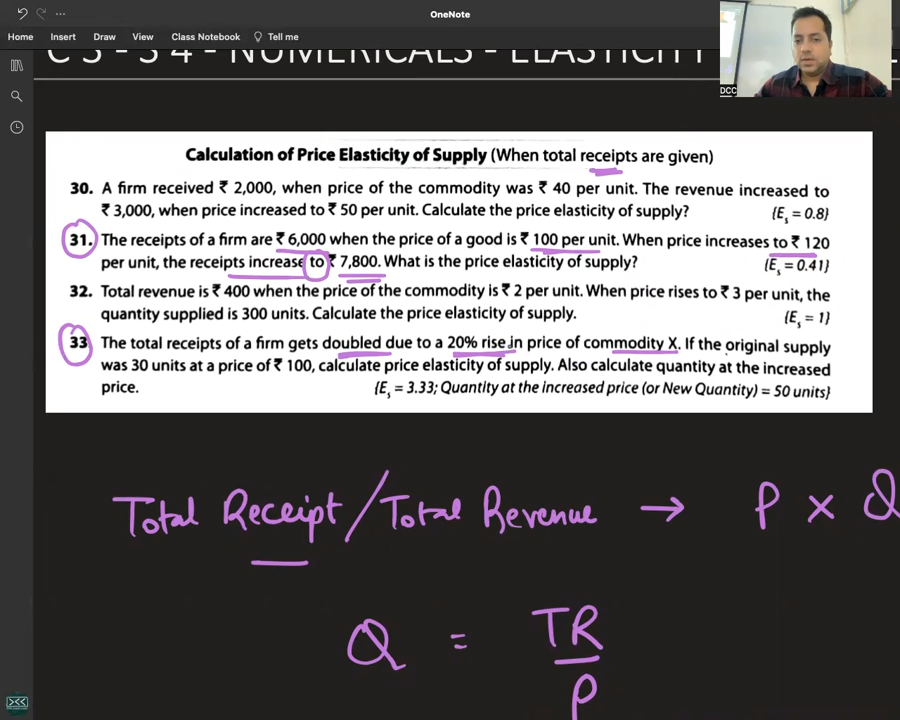 OneNote
Home Insert Draw View Class Notebook Tell me
C 5 - S 4 - NUMERICALS - ELASTICITY
DCC
Calculation of Price Elasticity of Supply (When total receipts are given)
30. A firm received ₹ 2,000, when price of the commodity was ₹ 40 per unit. The revenue increased to
₹ 3,000, when price increased to ₹ 50 per unit. Calculate the price elasticity of supply? {Es = 0.8}
31. The receipts of a firm are ₹ 6,000 when the price of a good is ₹ 100 per unit. When price increases to ₹ 120
per unit, the receipts increase to ₹ 7,800. What is the price elasticity of supply? {Es = 0.41}
32. Total revenue is ₹ 400 when the price of the commodity is ₹ 2 per unit. When price rises to ₹ 3 per unit, the
quantity supplied is 300 units. Calculate the price elasticity of supply. {Es = 1}
33 The total receipts of a firm gets doubled due to a 20% rise in price of commodity X. If the original supply
was 30 units at a price of ₹ 100, calculate price elasticity of supply. Also calculate quantity at the increased
price. {Es = 3.33; Quantity at the increased price (or New Quantity) = 50 units}
Total Receipt/Total Revenue → P × Q
Q = TR
P